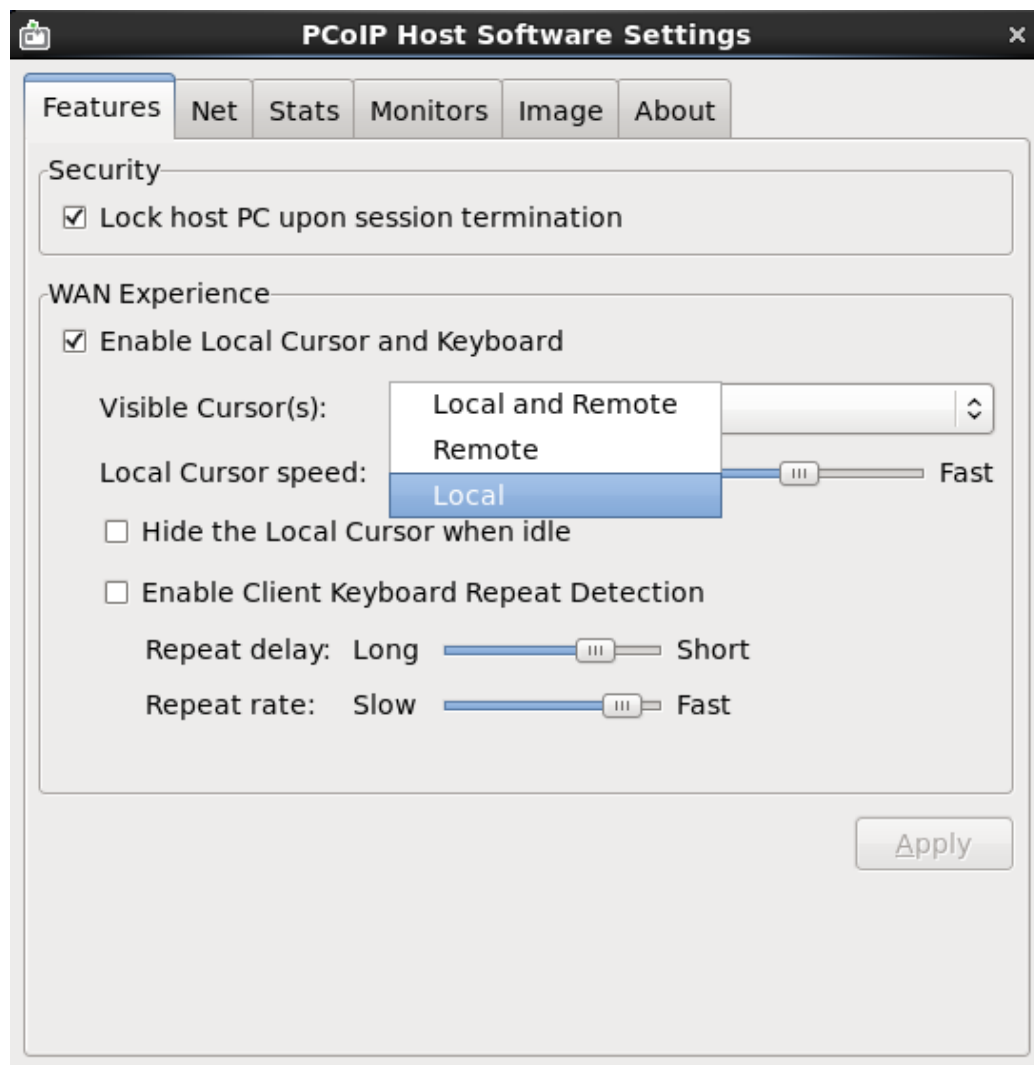 PCoIP Host Software Settings
Features Net Stats Monitors Image About
Security
Lock host PC upon session termination
WAN Experience
Enable Local Cursor and Keyboard
Visible Cursor(s):
Local and Remote
Remote
Local
Local Cursor speed: Fast
Hide the Local Cursor when idle
Enable Client Keyboard Repeat Detection
Repeat delay: Long Short
Repeat rate: Slow Fast
Apply